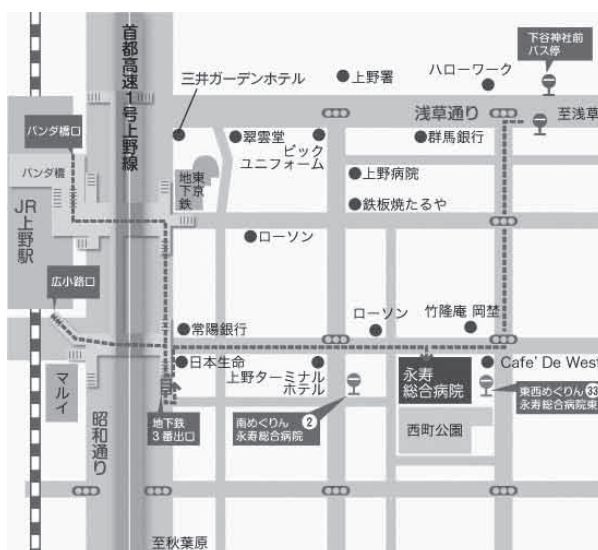 首都高速1号上野線
下谷神社前
バス停
三井ガーデンホテル
上野署
ハローワーク
浅草通り
至浅草
パンダ橋口
翠雲堂
ビック
ユニフォーム
群馬銀行
パンダ橋
東京
地下鉄
上野病院
鉄板焼たるや
JR
上野駅
ローソン
広小路口
常陽銀行
ローソン
竹隆庵 岡埜
日本生命
上野ターミナル
ホテル
永寿
総合病院
Cafe' De West
マルイ
昭和通り
地下鉄
3番出口
南めぐりん
永寿総合病院
2
西町公園
東西めぐりん
永寿総合病院東
33
至秋葉原